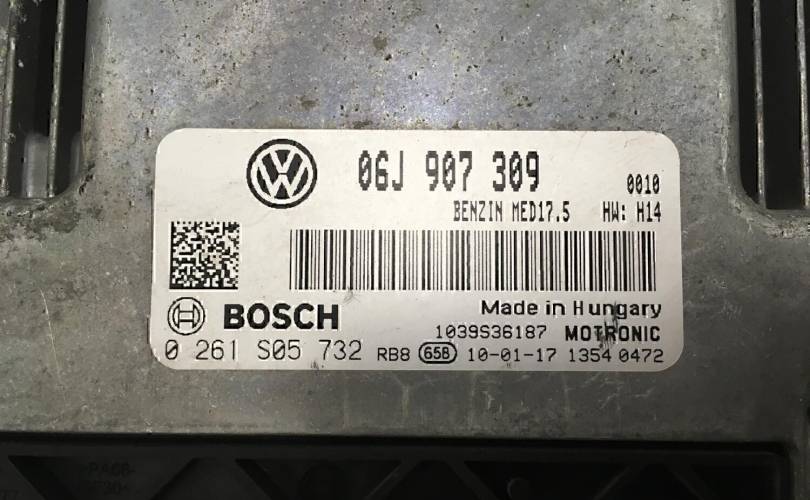 06J 907 309
0010
BENZIN MED17.5 HW: H14
BOSCH
Made in Hungary
1039S36187 MOTRONIC
0 261 S05 732 RB8 658 10-01-17 1354 0472